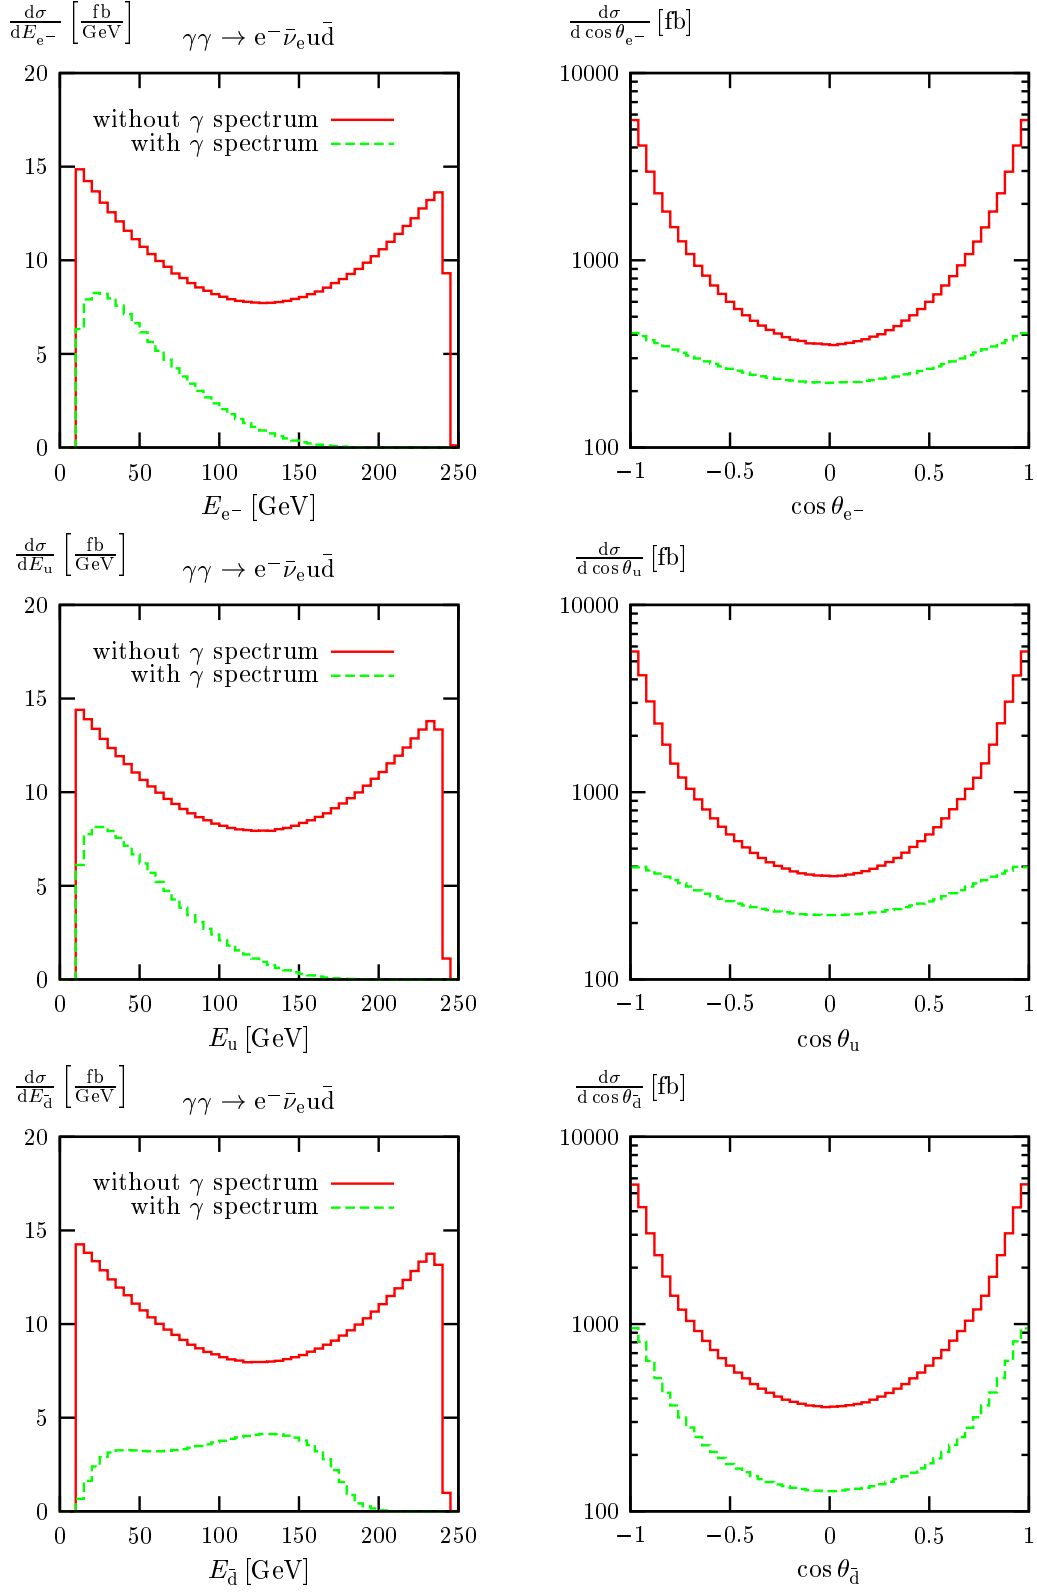 dσ/dE_e⁻ [fb/GeV] γγ → e⁻ν̄_e ud̄
20
15
10
5
0
without γ spectrum
with γ spectrum
0 50 100 150 200 250
E_e⁻ [GeV]
dσ/d cos θ_e⁻ [fb]
10000
1000
100
−1 −0.5 0 0.5 1
cos θ_e⁻
dσ/dE_u [fb/GeV] γγ → e⁻ν̄_e ud̄
20
15
10
5
0
without γ spectrum
with γ spectrum
0 50 100 150 200 250
E_u [GeV]
dσ/d cos θ_u [fb]
10000
1000
100
−1 −0.5 0 0.5 1
cos θ_u
dσ/dE_d̄ [fb/GeV] γγ → e⁻ν̄_e ud̄
20
15
10
5
0
without γ spectrum
with γ spectrum
0 50 100 150 200 250
E_d̄ [GeV]
dσ/d cos θ_d̄ [fb]
10000
1000
100
−1 −0.5 0 0.5 1
cos θ_d̄